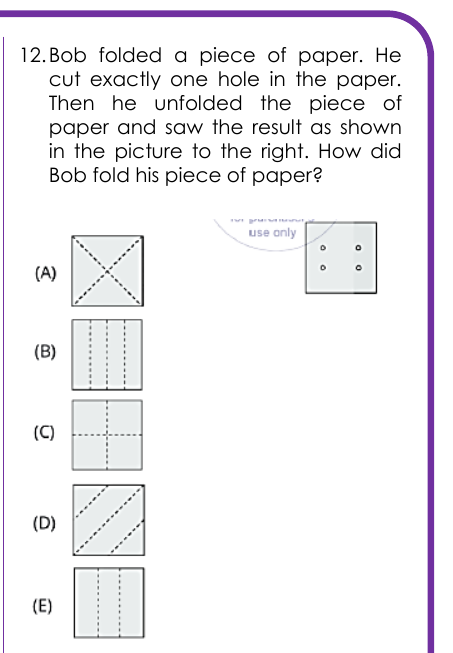 12. Bob folded a piece of paper. He
cut exactly one hole in the paper.
Then he unfolded the piece of
paper and saw the result as shown
in the picture to the right. How did
Bob fold his piece of paper?
for purchaser's
use only
(A)
(B)
(C)
(D)
(E)